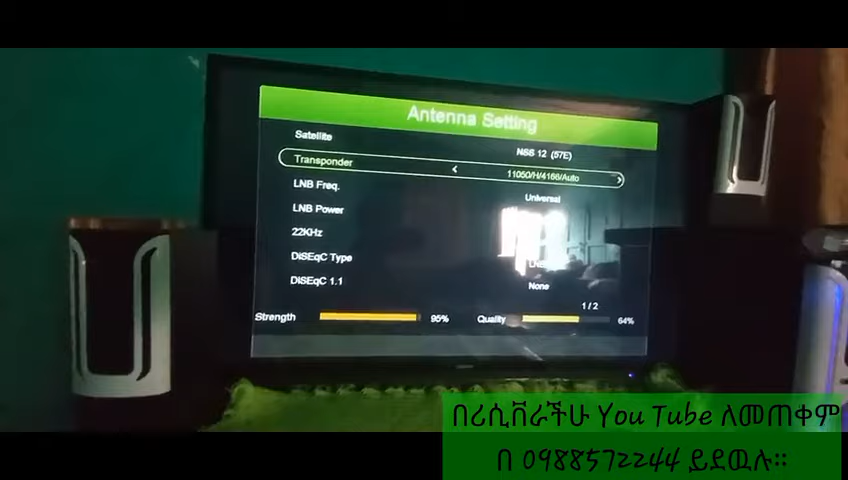 Antenna Setting
Satellite NSS 12 (57E)
Transponder 11050/H/4166/Auto
LNB Freq. Universal
LNB Power
22KHz
DiSEqC Type
DiSEqC 1.1 None
1 / 2
Strength 95% Quality 64%
በሪሲቨራችሁ You Tube ለመጠቀም
በ 0988572244 ይደዉሉ።